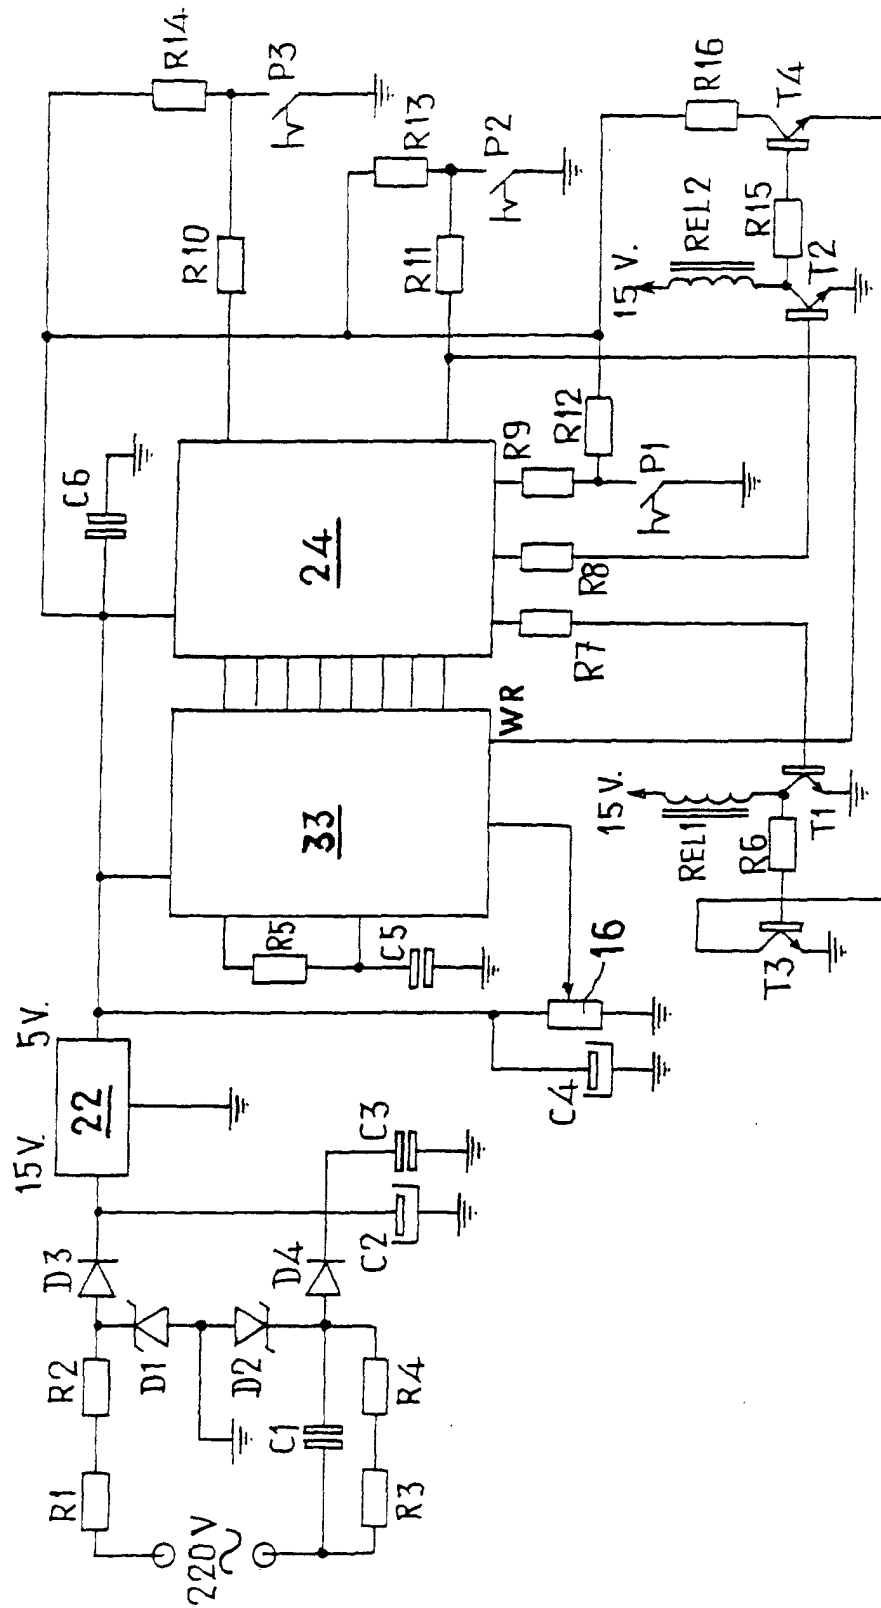 220V
R1
R2
R3
R4
C1
D1
D2
D3
D4
15V.
22
5V.
C2
C3
C4
16
R5
C5
33
WR
24
C6
R14
P3
R10
R13
P2
R11
R9
R12
P1
R8
R7
15V.
REL1
R6
T1
T3
15 V.
REL2
R15
R16
T2
T4